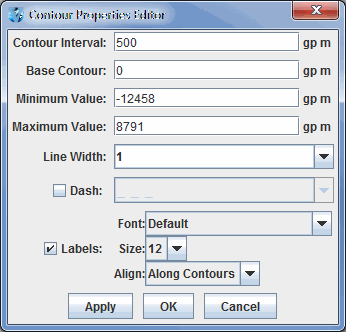 Contour Properties Editor
Contour Interval: 500 gp m
Base Contour: 0 gp m
Minimum Value: -12458 gp m
Maximum Value: 8791 gp m
Line Width: 1
Dash: _ _ _
Font: Default
Labels: Size: 12
Align: Along Contours
Apply OK Cancel